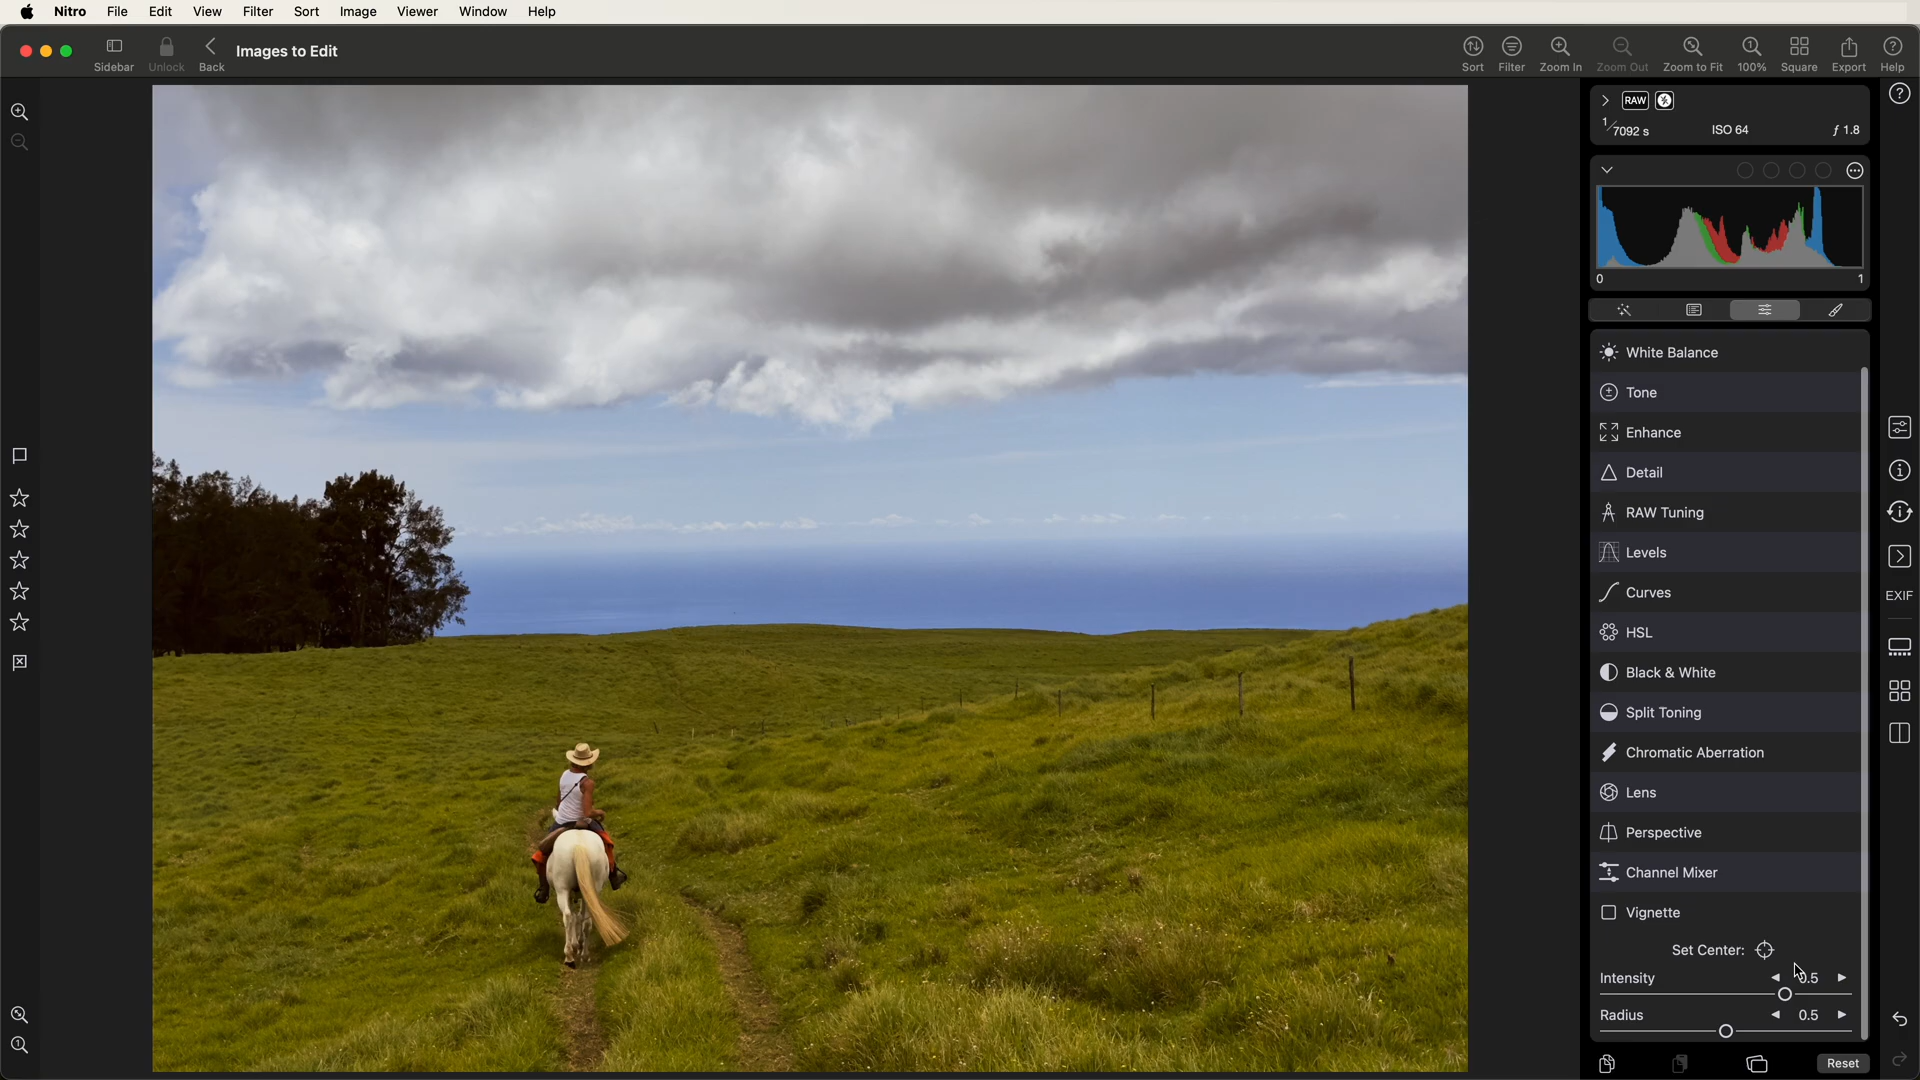 Nitro File Edit View Filter Sort Image Viewer Window Help
Sidebar Unlock Back Images to Edit Sort Filter Zoom In Zoom Out Zoom to Fit 100% Square Export Help
RAW
1/7092 s ISO 64 ƒ 1.8
0 1
White Balance
Tone
Enhance
Detail
RAW Tuning
Levels
Curves
HSL
EXIF
Black & White
Split Toning
Chromatic Aberration
Lens
Perspective
Channel Mixer
Vignette
Set Center:
Intensity 0.5
Radius 0.5
Reset